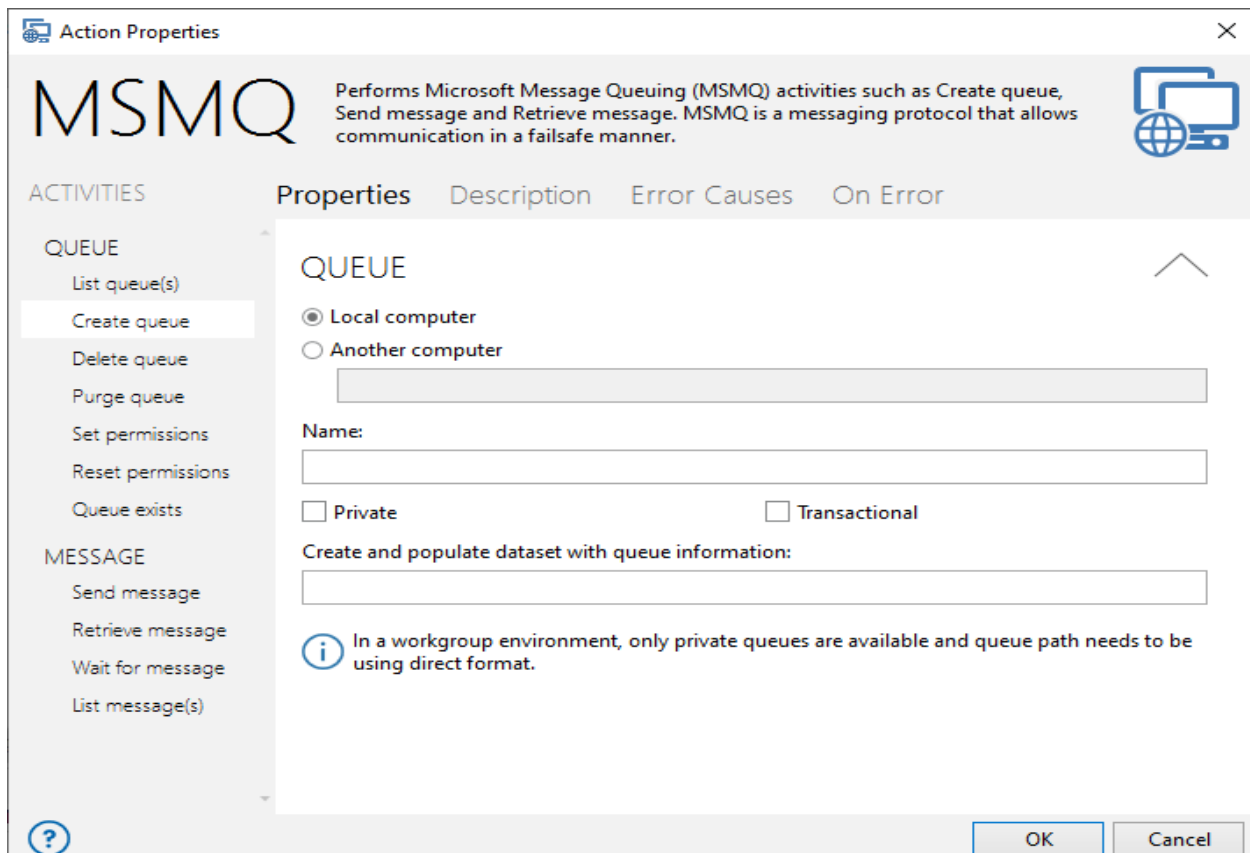 Action Properties
MSMQ
Performs Microsoft Message Queuing (MSMQ) activities such as Create queue,
Send message and Retrieve message. MSMQ is a messaging protocol that allows
communication in a failsafe manner.
ACTIVITIES
Properties Description Error Causes On Error
QUEUE
List queue(s)
Create queue
Delete queue
Purge queue
Set permissions
Reset permissions
Queue exists
MESSAGE
Send message
Retrieve message
Wait for message
List message(s)
QUEUE
Local computer
Another computer
Name:
Private
Transactional
Create and populate dataset with queue information:
In a workgroup environment, only private queues are available and queue path needs to be
using direct format.
OK
Cancel